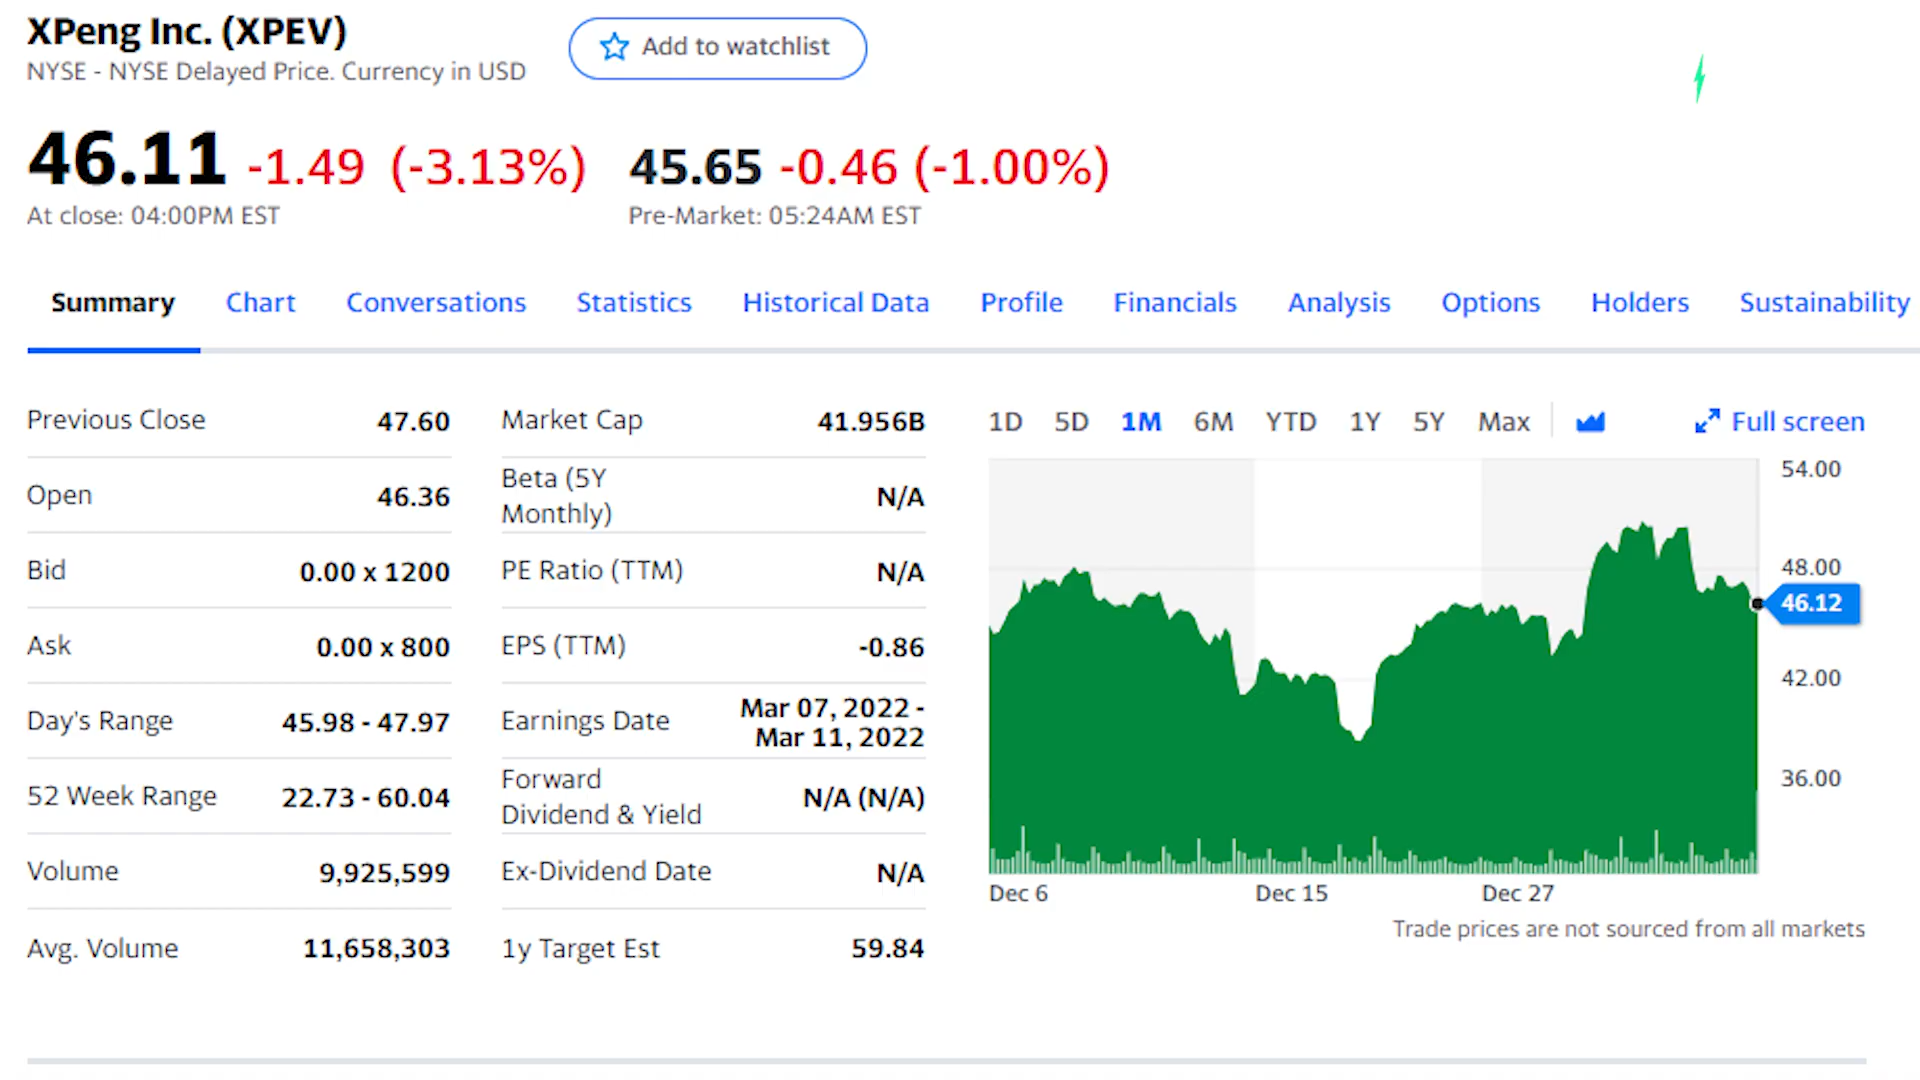 XPeng Inc. (XPEV)
Add to watchlist
NYSE - NYSE Delayed Price. Currency in USD
46.11 -1.49 (-3.13%) 45.65 -0.46 (-1.00%)
At close: 04:00PM EST
Pre-Market: 05:24AM EST
Summary Chart Conversations Statistics Historical Data Profile Financials Analysis Options Holders Sustainability
Previous Close 47.60
Open 46.36
Bid 0.00 x 1200
Ask 0.00 x 800
Day's Range 45.98 - 47.97
52 Week Range 22.73 - 60.04
Volume 9,925,599
Avg. Volume 11,658,303
Market Cap 41.956B
Beta (5Y
Monthly) N/A
PE Ratio (TTM) N/A
EPS (TTM) -0.86
Earnings Date Mar 07, 2022 -
Mar 11, 2022
Forward
Dividend & Yield N/A (N/A)
Ex-Dividend Date N/A
1y Target Est 59.84
1D 5D 1M 6M YTD 1Y 5Y Max Full screen
54.00
48.00
46.12
42.00
36.00
Dec 6 Dec 15 Dec 27
Trade prices are not sourced from all markets